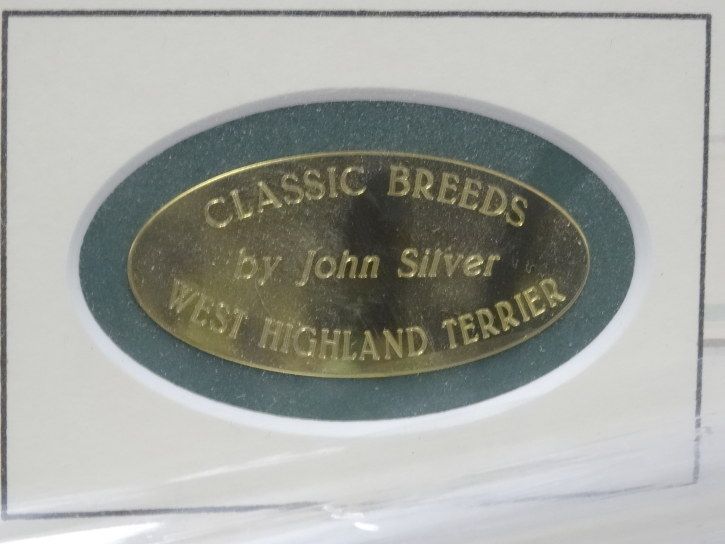 CLASSIC BREEDS
by John Silver
WEST HIGHLAND TERRIER